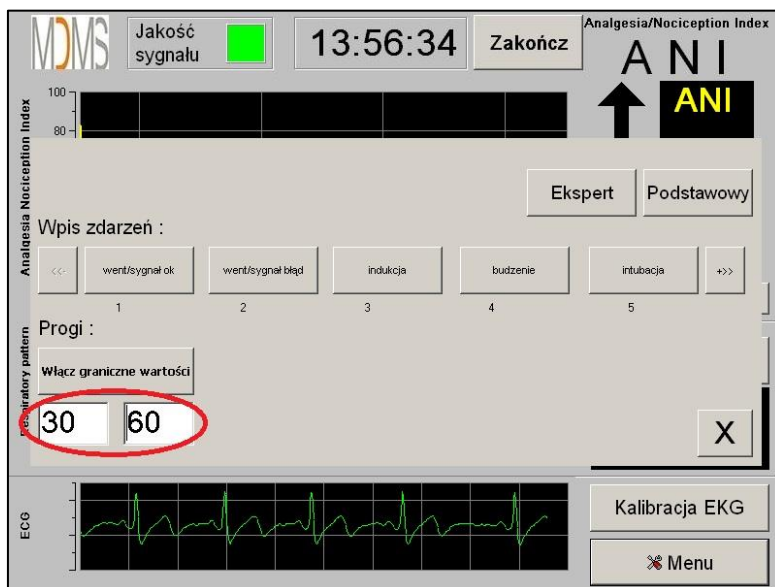 MDMS
Jakość
sygnału
13:56:34
Zakończ
Analgesia/Nociception Index
A N I
ANI
100
80
Analgesia Nociception Index
Ekspert
Podstawowy
Wpis zdarzeń :
<<-
went/sygnał ok
went/sygnał błąd
indukcja
budzenie
intubacja
+>>
1
2
3
4
5
Progi :
Włącz graniczne wartości
30
60
X
Respiratory pattern
ECG
Kalibracja EKG
Menu